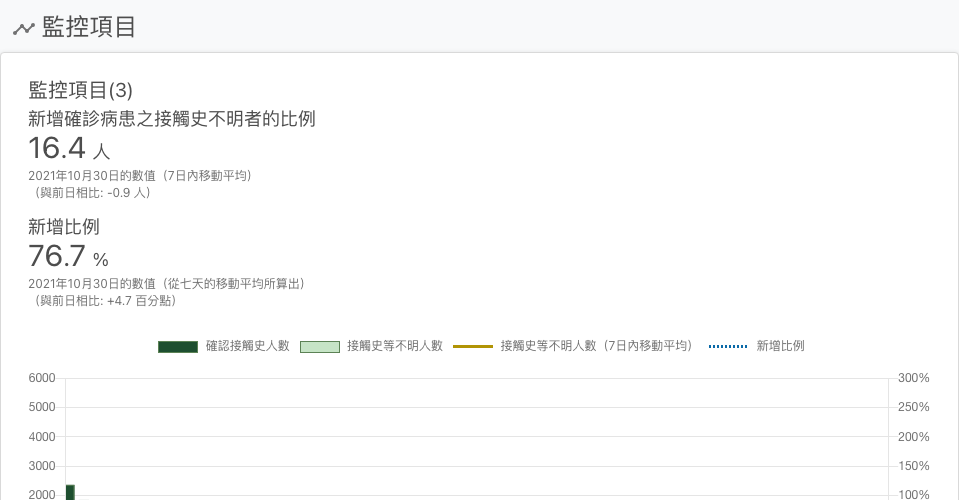 監控項目
監控項目(3)
新增確診病患之接觸史不明者的比例
16.4 人
2021年10月30日的數值（7日內移動平均）
（與前日相比: -0.9 人）
新增比例
76.7 %
2021年10月30日的數值（從七天的移動平均所算出）
（與前日相比: +4.7 百分點）
確認接觸史人數 接觸史等不明人數 接觸史等不明人數（7日內移動平均） 新增比例
6000 300%
5000 250%
4000 200%
3000 150%
2000 100%